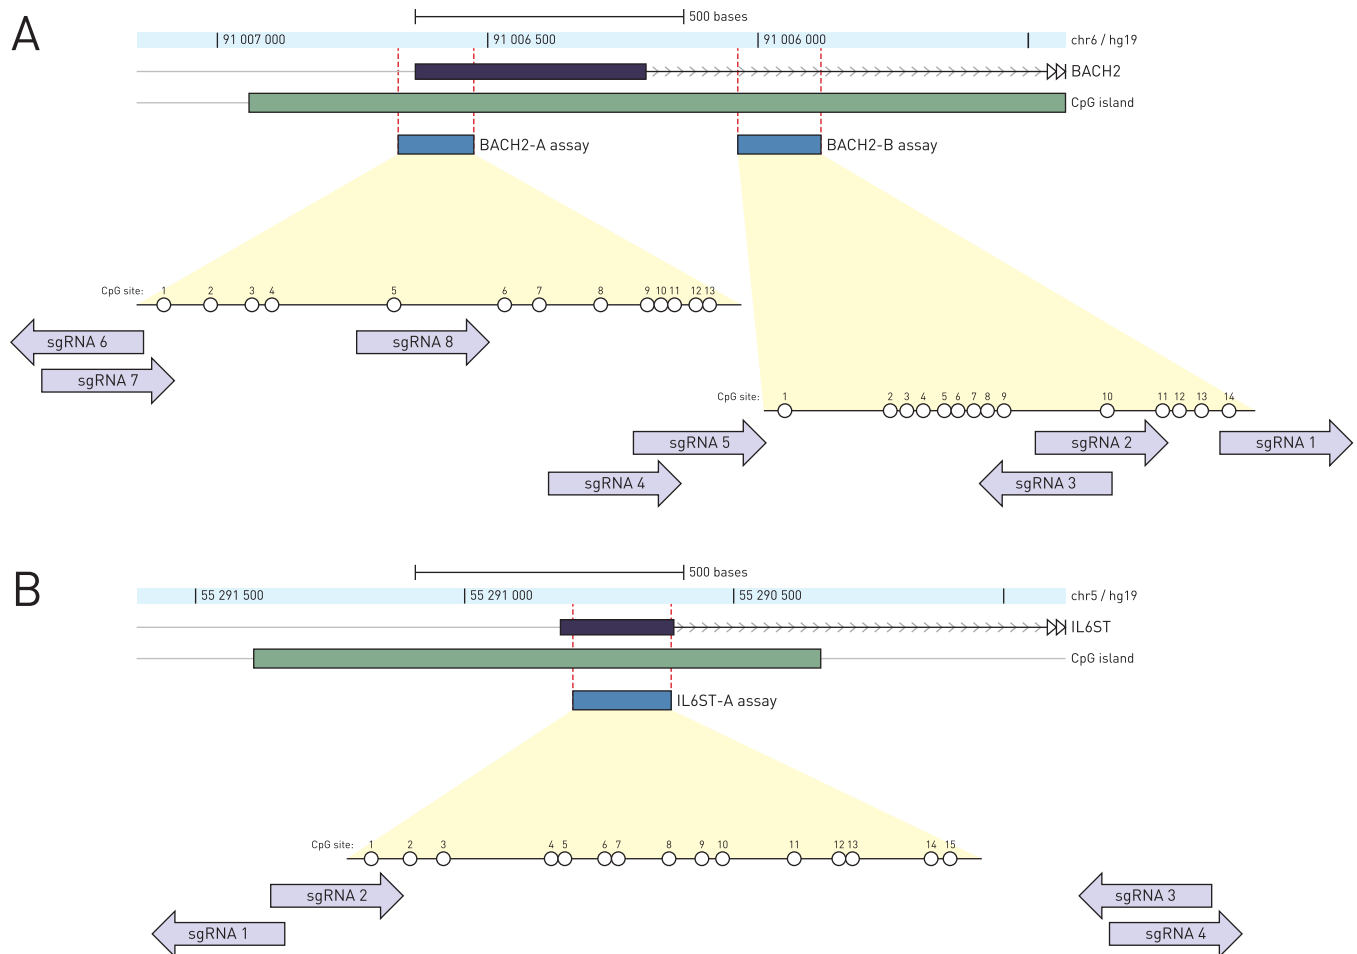 A
500 bases
91 007 000 91 006 500 91 006 000 chr6 / hg19
BACH2
CpG island
BACH2-A assay BACH2-B assay
CpG site: 1 2 3 4 5 6 7 8 9 10 11 12 13
sgRNA 6 sgRNA 8
sgRNA 7
CpG site: 1 2 3 4 5 6 7 8 9 10 11 12 13 14
sgRNA 5 sgRNA 2 sgRNA 1
sgRNA 4 sgRNA 3
B
500 bases
55 291 500 55 291 000 55 290 500 chr5 / hg19
IL6ST
CpG island
IL6ST-A assay
CpG site: 1 2 3 4 5 6 7 8 9 10 11 12 13 14 15
sgRNA 2 sgRNA 3
sgRNA 1 sgRNA 4